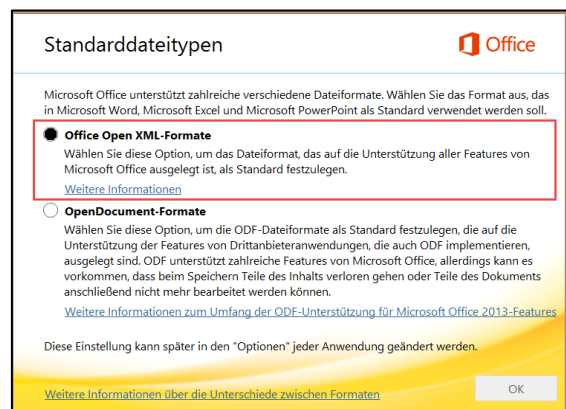 Standarddateitypen
Office
Microsoft Office unterstützt zahlreiche verschiedene Dateiformate. Wählen Sie das Format aus, das
in Microsoft Word, Microsoft Excel und Microsoft PowerPoint als Standard verwendet werden soll.
Office Open XML-Formate
Wählen Sie diese Option, um das Dateiformat, das auf die Unterstützung aller Features von
Microsoft Office ausgelegt ist, als Standard festzulegen.
Weitere Informationen
OpenDocument-Formate
Wählen Sie diese Option, um die ODF-Dateiformate als Standard festzulegen, die auf die
Unterstützung der Features von Drittanbieteranwendungen, die auch ODF implementieren,
ausgelegt sind. ODF unterstützt zahlreiche Features von Microsoft Office, allerdings kann es
vorkommen, dass beim Speichern Teile des Inhalts verloren gehen oder Teile des Dokuments
anschließend nicht mehr bearbeitet werden können.
Weitere Informationen zum Umfang der ODF-Unterstützung für Microsoft Office 2013-Features
Diese Einstellung kann später in den "Optionen" jeder Anwendung geändert werden.
Weitere Informationen über die Unterschiede zwischen Formaten
OK